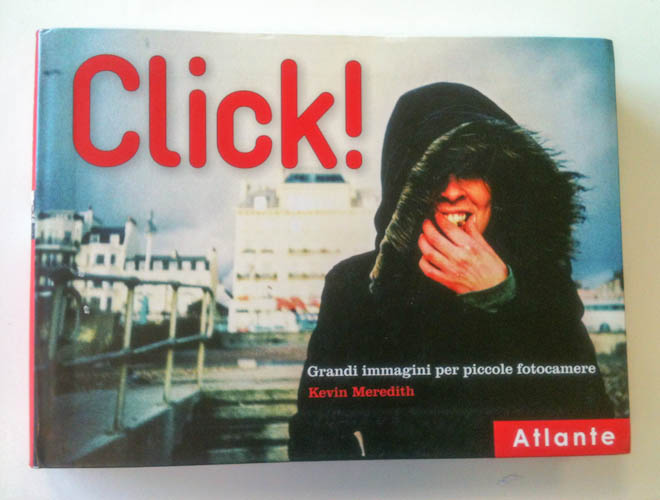 Click!
Grandi immagini per piccole fotocamere
Kevin Meredith
Atlante